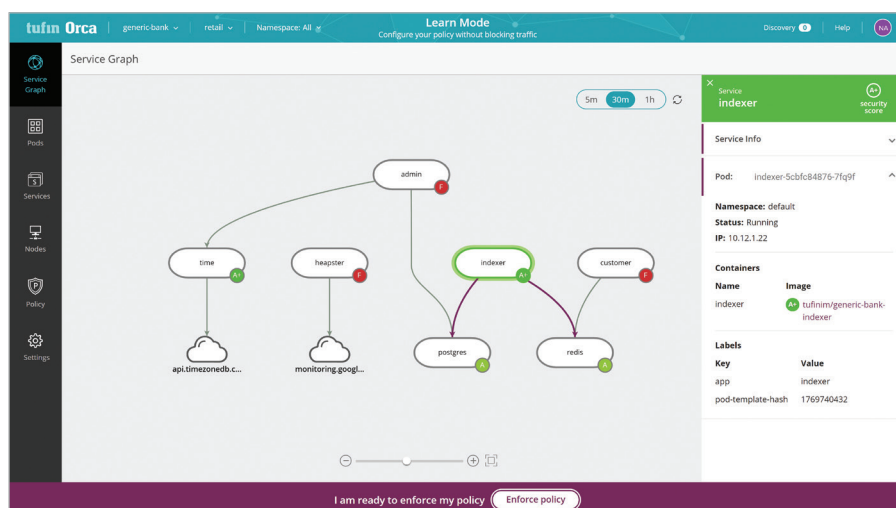 tufin Orca
generic-bank
retail
Namespace: All
Learn Mode
Configure your policy without blocking traffic
Discovery 0
Help
NA
Service Graph
Pods
Services
Nodes
Policy
Settings
Service Graph
5m 30m 1h
admin
F
time
A+
heapster
F
indexer
A+
customer
F
postgres
A
redis
A
api.timezonedb.c...
monitoring.googl...
Service
indexer
A+
security
score
Service Info
Pod: indexer-5cbfc84876-7fq9f
Namespace: default
Status: Running
IP: 10.12.1.22
Containers
Name Image
indexer A+ tufinim/generic-bank-
indexer
Labels
Key Value
app indexer
pod-template-hash 1769740432
I am ready to enforce my policy Enforce policy